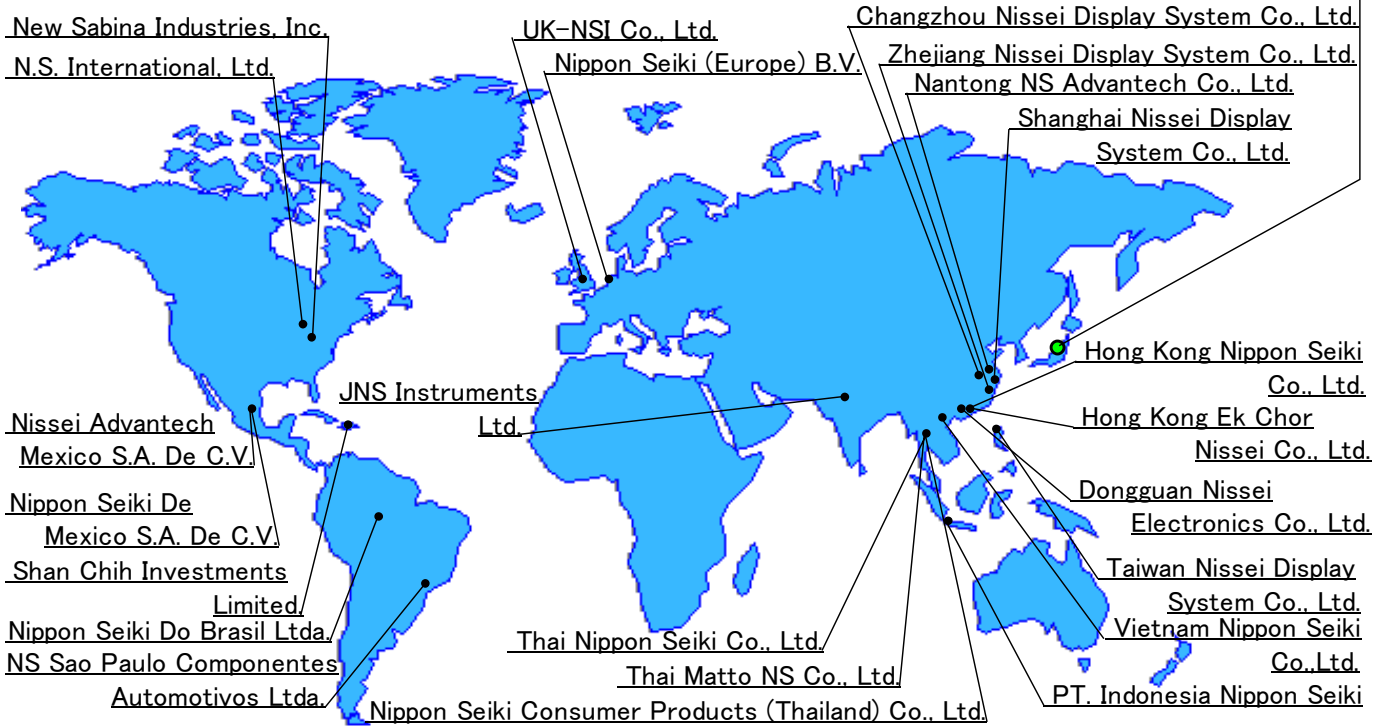 New Sabina Industries, Inc.
N.S. International, Ltd.
UK-NSI Co., Ltd.
Nippon Seiki (Europe) B.V.
Changzhou Nissei Display System Co., Ltd.
Zhejiang Nissei Display System Co., Ltd.
Nantong NS Advantech Co., Ltd.
Shanghai Nissei Display
System Co., Ltd.
Hong Kong Nippon Seiki
Co., Ltd.
Hong Kong Ek Chor
Nissei Co., Ltd.
Dongguan Nissei
Electronics Co., Ltd.
Taiwan Nissei Display
System Co., Ltd.
Vietnam Nippon Seiki
Co.,Ltd.
PT. Indonesia Nippon Seiki
JNS Instruments
Ltd.
Nissei Advantech
Mexico S.A. De C.V.
Nippon Seiki De
Mexico S.A. De C.V.
Shan Chih Investments
Limited.
Nippon Seiki Do Brasil Ltda.
NS Sao Paulo Componentes
Automotivos Ltda.
Thai Nippon Seiki Co., Ltd.
Thai Matto NS Co., Ltd.
Nippon Seiki Consumer Products (Thailand) Co., Ltd.